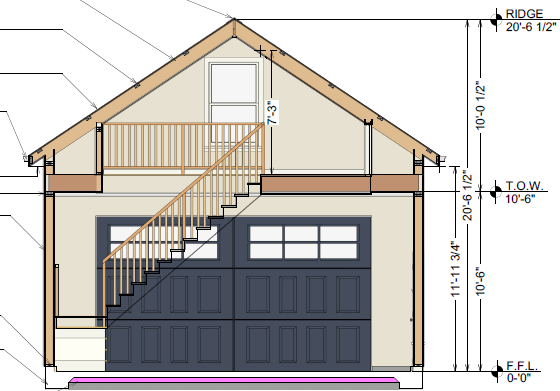 RIDGE
20'-6 1/2"
7'-3"
10'-0 1/2"
20'-6 1/2"
T.O.W.
10'-6"
11'-11 3/4"
10'-6"
F.F.L.
0'-0"